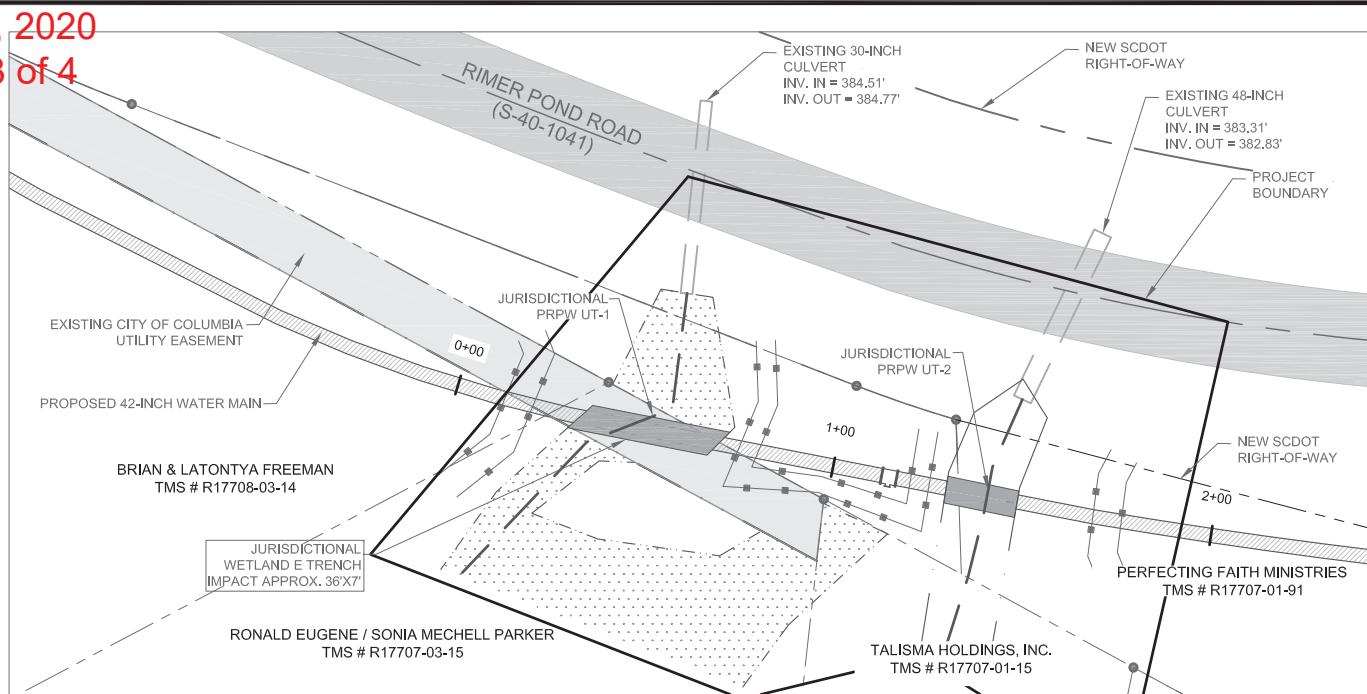 2020
of 4
EXISTING 30-INCH
CULVERT
INV. IN = 384.51'
INV. OUT = 384.77'
NEW SCDOT
RIGHT-OF-WAY
RIMER POND ROAD
(S-40-1041)
EXISTING 48-INCH
CULVERT
INV. IN = 383.31'
INV. OUT = 382.83'
PROJECT
BOUNDARY
JURISDICTIONAL
PRPW UT-1
EXISTING CITY OF COLUMBIA
UTILITY EASEMENT
0+00
JURISDICTIONAL
PRPW UT-2
PROPOSED 42-INCH WATER MAIN
1+00
NEW SCDOT
RIGHT-OF-WAY
BRIAN & LATONTYA FREEMAN
TMS # R17708-03-14
2+00
JURISDICTIONAL
WETLAND E TRENCH
IMPACT APPROX. 36'X7'
PERFECTING FAITH MINISTRIES
TMS # R17707-01-91
RONALD EUGENE / SONIA MECHELL PARKER
TMS # R17707-03-15
TALISMA HOLDINGS, INC.
TMS # R17707-01-15